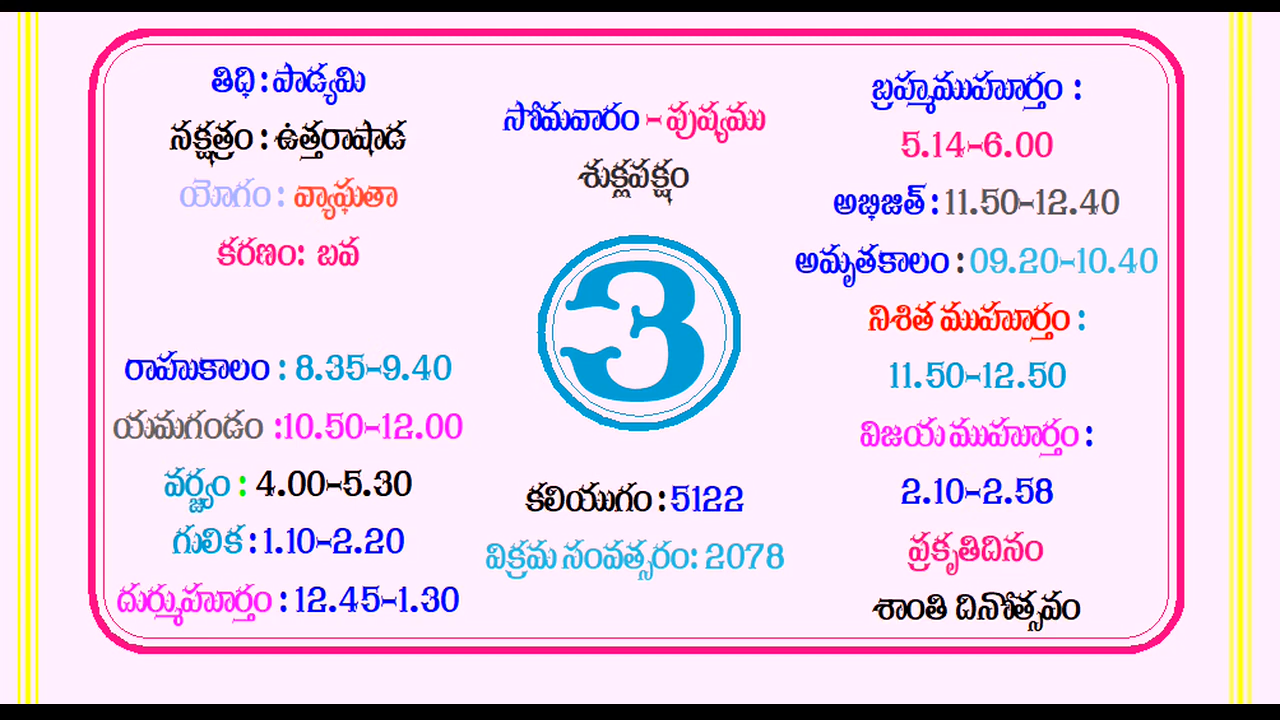 తిధి : పాడ్యమి
నక్షత్రం : ఉత్తరాషాడ
యోగం : వ్యాఘతా
కరణం: బవ
రాహుకాలం : 8.35-9.40
యమగండం :10.50-12.00
వర్జ్యం : 4.00-5.30
గులిక : 1.10-2.20
దుర్ముహూర్తం : 12.45-1.30
సోమవారం - పుష్యము
శుక్లపక్షం
3
కలియుగం : 5122
విక్రమ సంవత్సరం: 2078
బ్రహ్మముహూర్తం :
5.14-6.00
అభిజిత్ : 11.50-12.40
అమృతకాలం : 09.20-10.40
నిశిత ముహూర్తం :
11.50-12.50
విజయ ముహూర్తం :
2.10-2.58
ప్రకృతిదినం
శాంతి దినోత్సవం